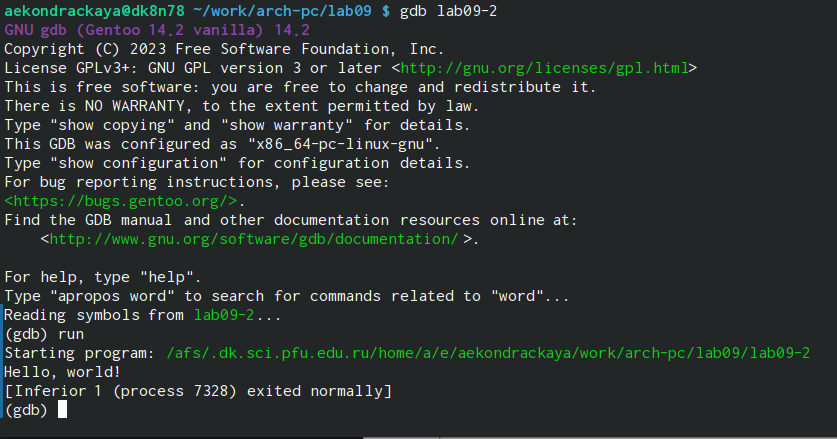 aekondrackaya@dk8n78 ~/work/arch-pc/lab09 $ gdb lab09-2
GNU gdb (Gentoo 14.2 vanilla) 14.2
Copyright (C) 2023 Free Software Foundation, Inc.
License GPLv3+: GNU GPL version 3 or later <http://gnu.org/licenses/gpl.html>
This is free software: you are free to change and redistribute it.
There is NO WARRANTY, to the extent permitted by law.
Type "show copying" and "show warranty" for details.
This GDB was configured as "x86_64-pc-linux-gnu".
Type "show configuration" for configuration details.
For bug reporting instructions, please see:
<https://bugs.gentoo.org/>.
Find the GDB manual and other documentation resources online at:
    <http://www.gnu.org/software/gdb/documentation/>.

For help, type "help".
Type "apropos word" to search for commands related to "word"...
Reading symbols from lab09-2...
(gdb) run
Starting program: /afs/.dk.sci.pfu.edu.ru/home/a/e/aekondrackaya/work/arch-pc/lab09/lab09-2
Hello, world!
[Inferior 1 (process 7328) exited normally]
(gdb)